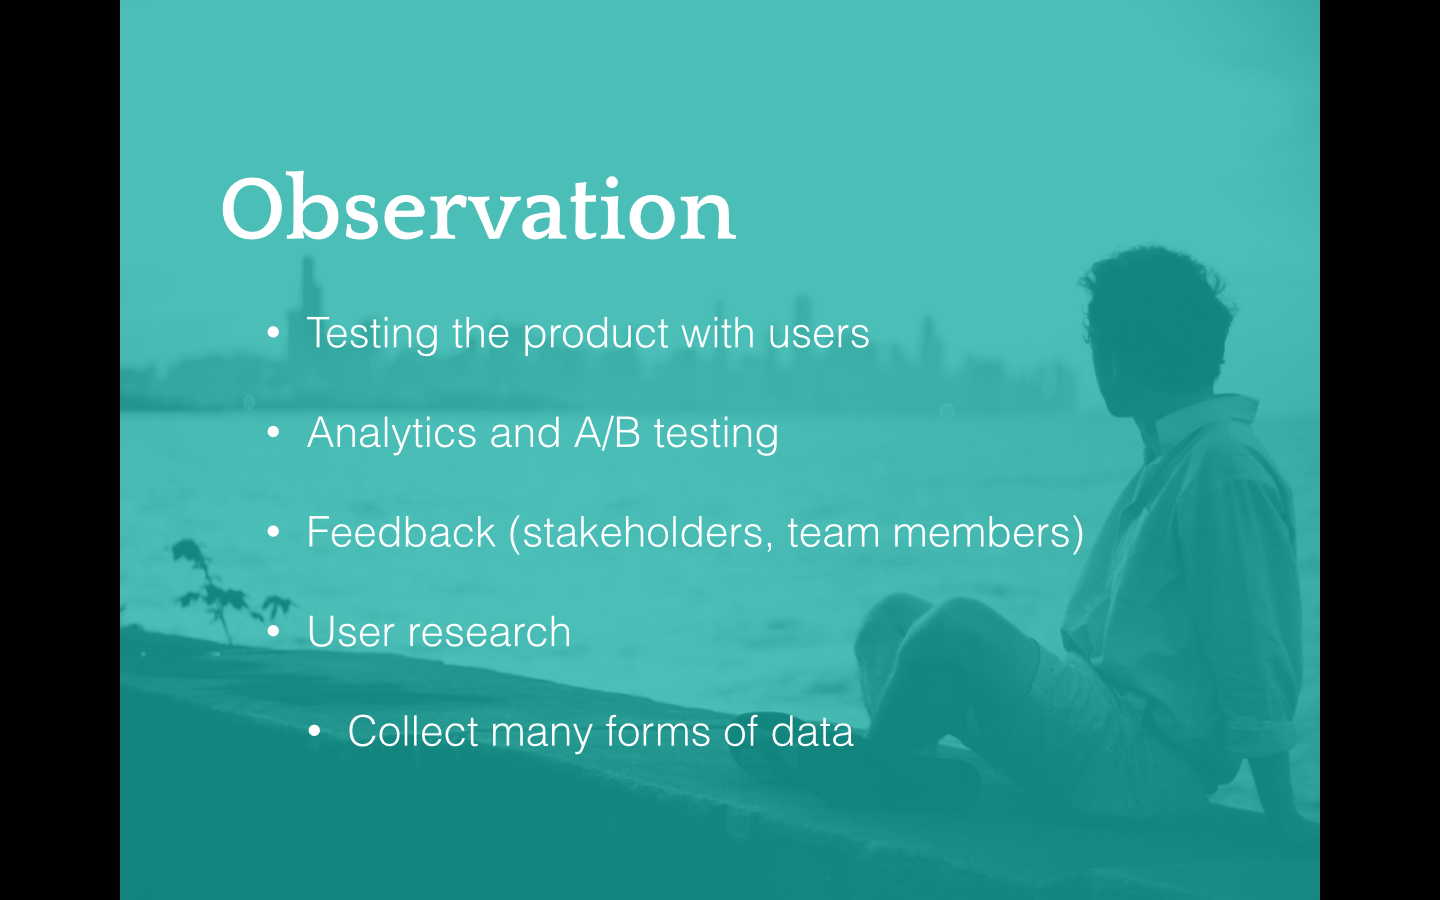 Observation
• Testing the product with users
• Analytics and A/B testing
• Feedback (stakeholders, team members)
• User research
• Collect many forms of data